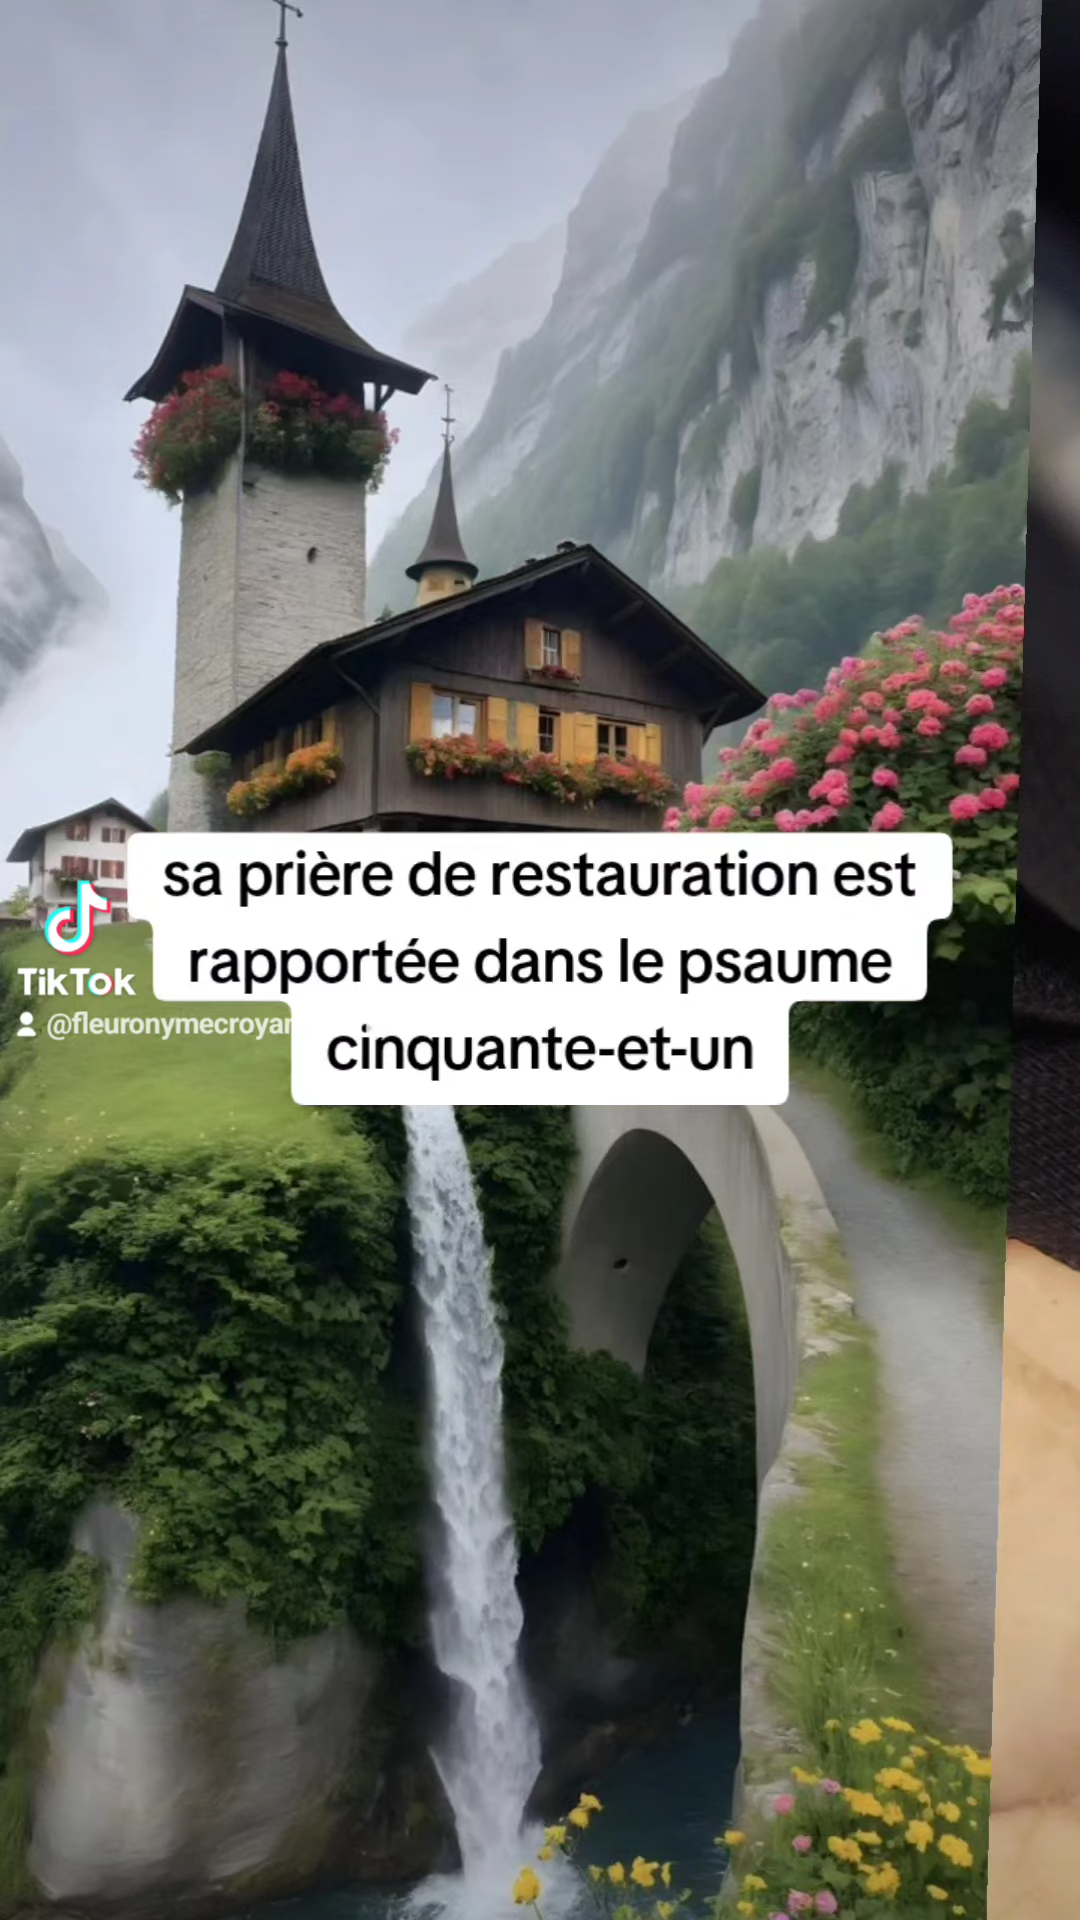 sa prière de restauration est
rapportée dans le psaume
cinquante-et-un
TikTok